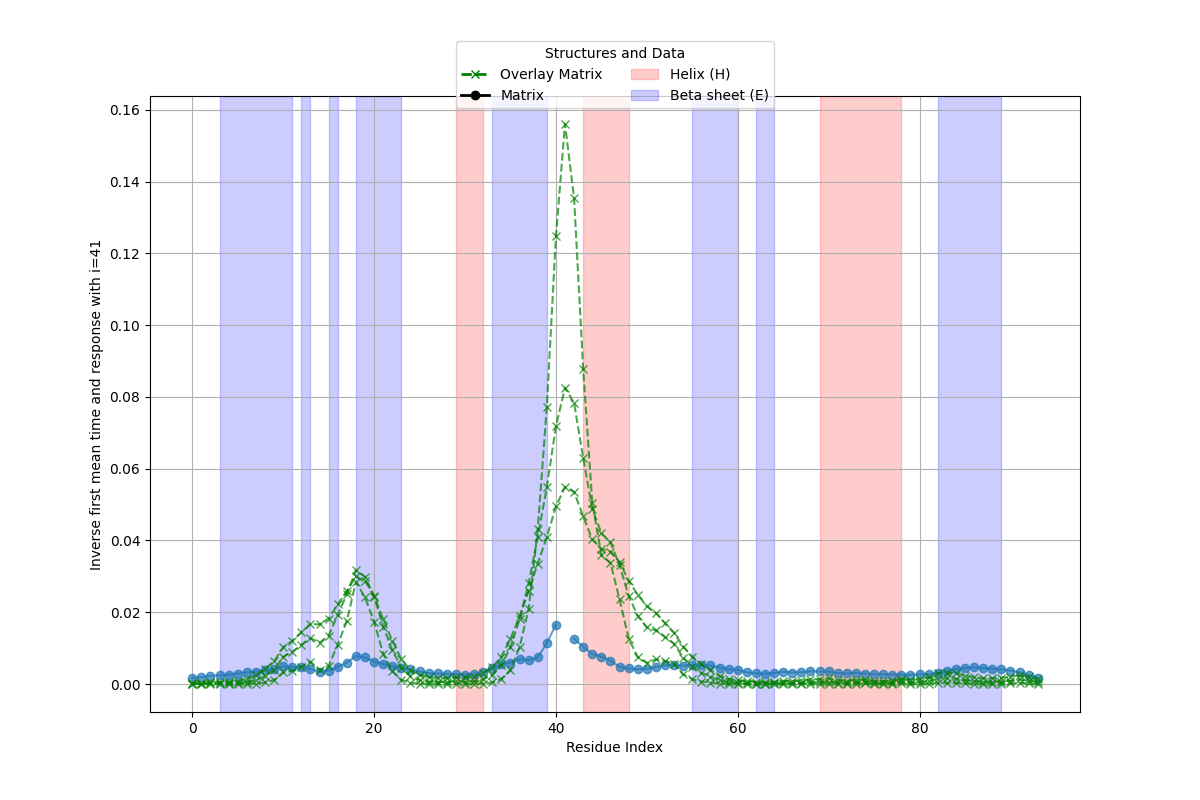 Structures and Data
Overlay Matrix
Matrix
Helix (H)
Beta sheet (E)
Inverse first mean time and response with i=41
0.16
0.14
0.12
0.10
0.08
0.06
0.04
0.02
0.00
0 20 40 60 80
Residue Index